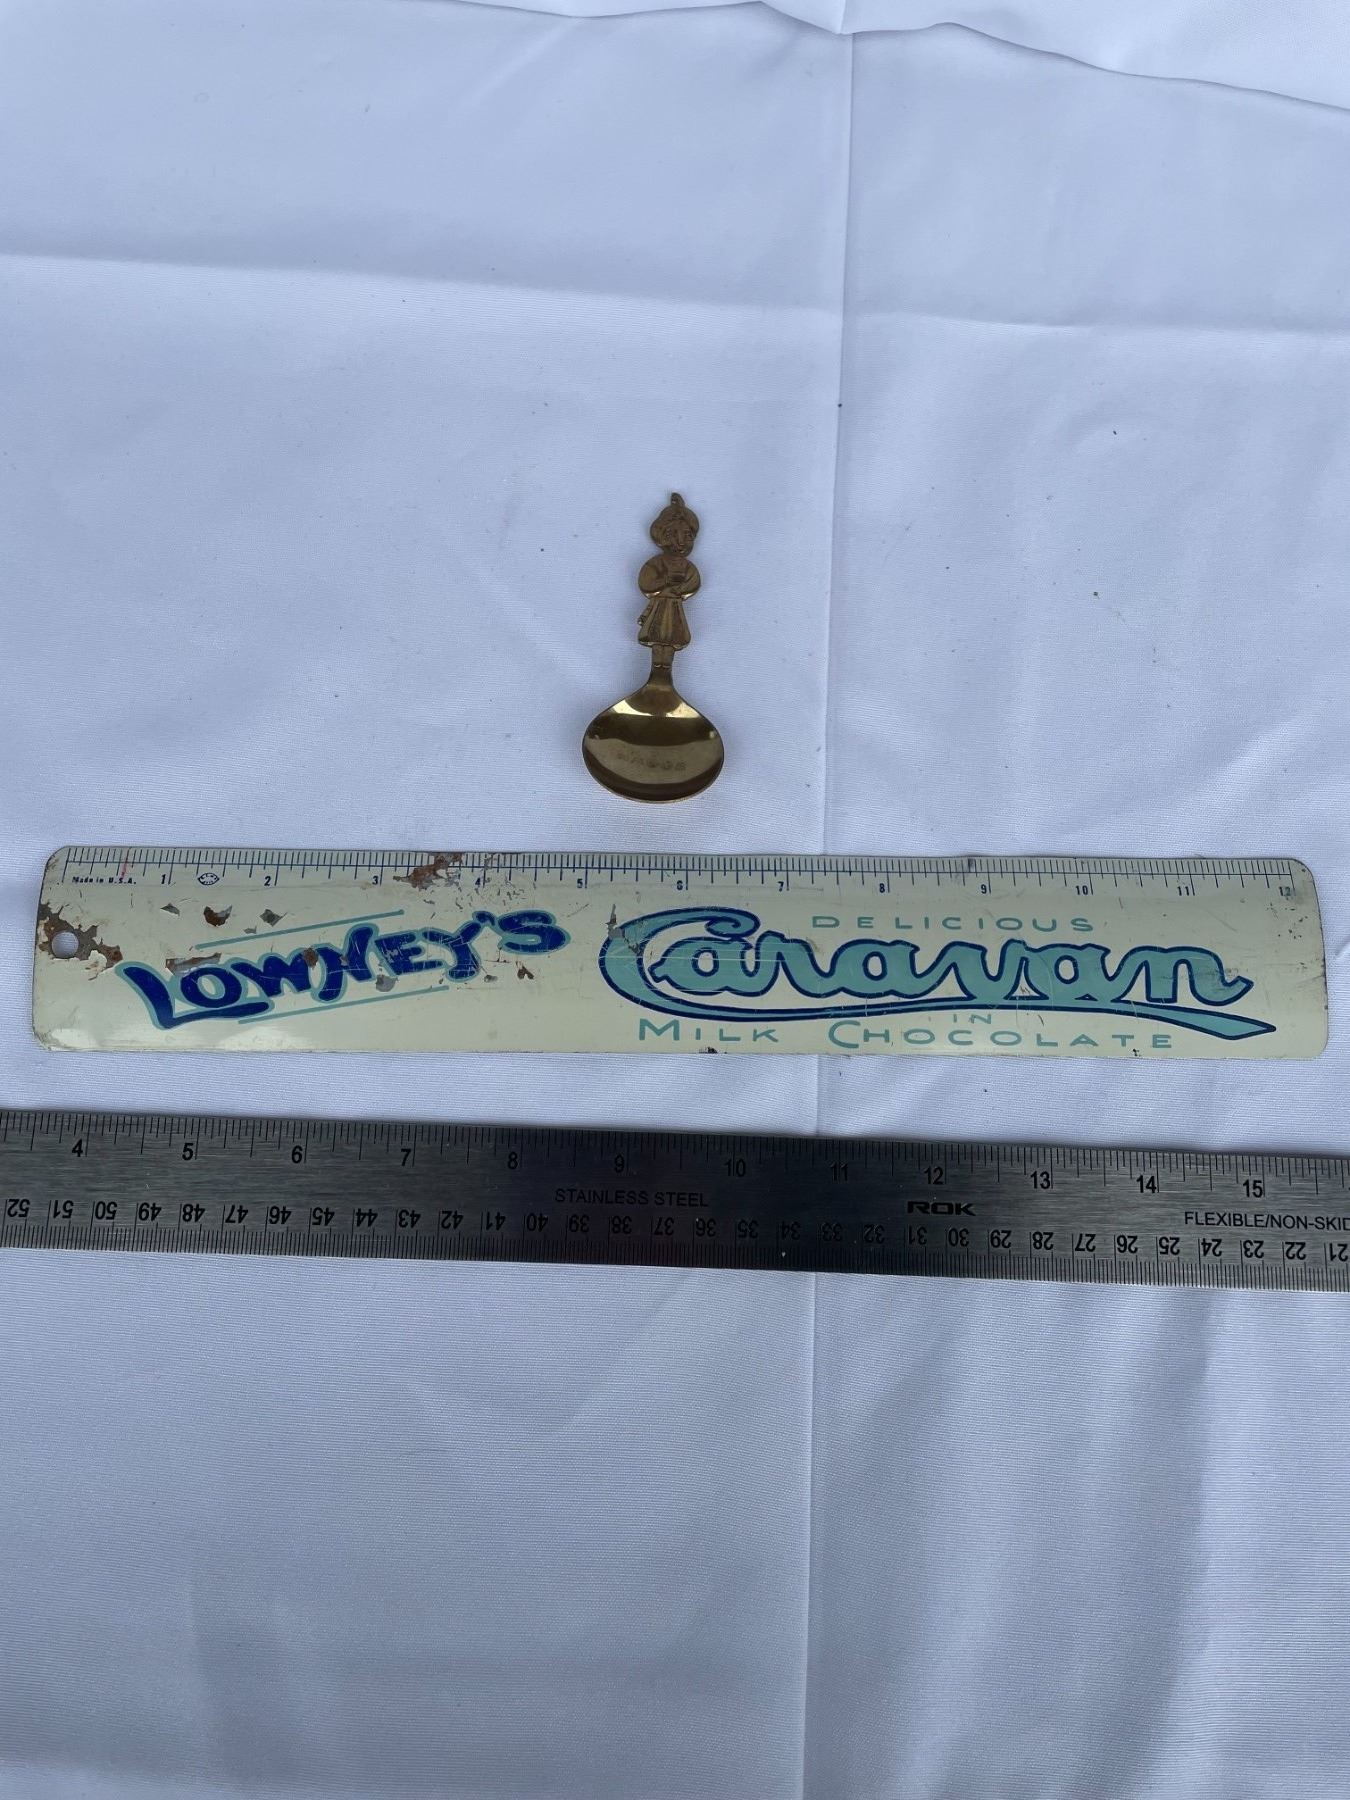 Made in U.S.A. 1 2 3 4 5 6 7 8 9 10 11 12
LOWNEY'S
DELICIOUS
Caravan
IN
MILK CHOCOLATE
4 5 6 7 8 9 10 11 12 13 14 15
STAINLESS STEEL ROK FLEXIBLE/NON-SKID
52 51 50 49 48 47 46 45 44 43 42 41 40 39 38 37 36 35 34 33 32 31 30 29 28 27 26 25 24 23 22 21